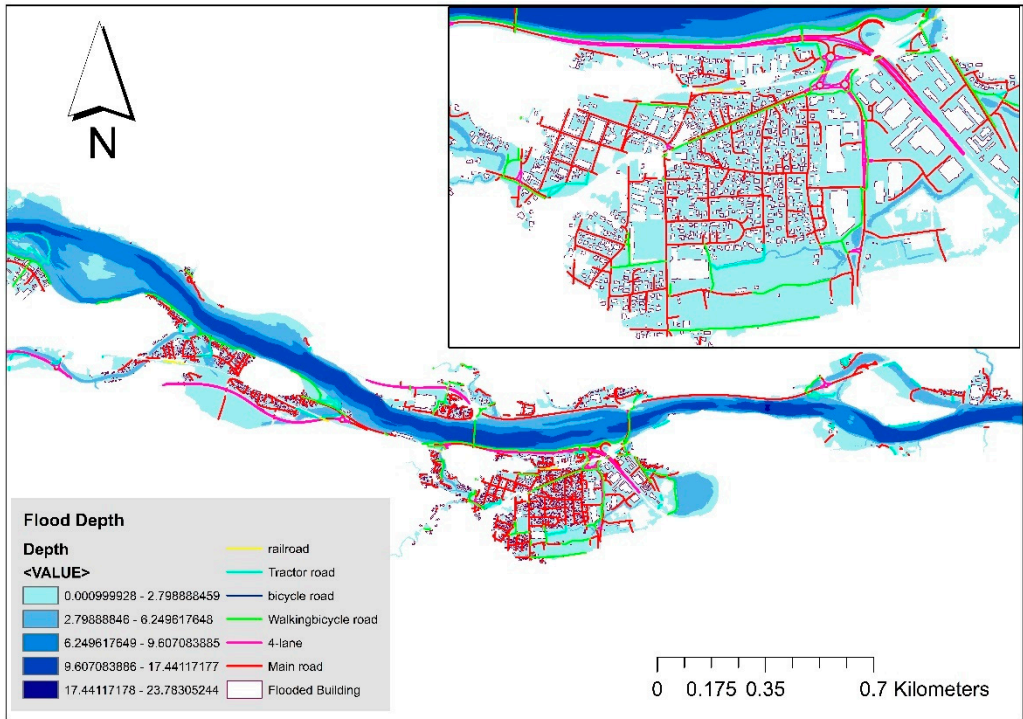 N
Flood Depth
Depth
<VALUE>
0.000999928 - 2.798888459
2.79888846 - 6.249617648
6.249617649 - 9.607083885
9.607083886 - 17.44117177
17.44117178 - 23.78305244
railroad
Tractor road
bicycle road
Walkingbicycle road
4-lane
Main road
Flooded Building
0 0.175 0.35 0.7 Kilometers